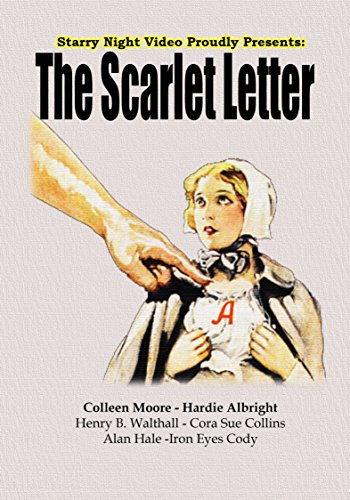 Starry Night Video Proudly Presents:
The Scarlet Letter
A
Colleen Moore - Hardie Albright
Henry B. Walthall - Cora Sue Collins
Alan Hale -Iron Eyes Cody